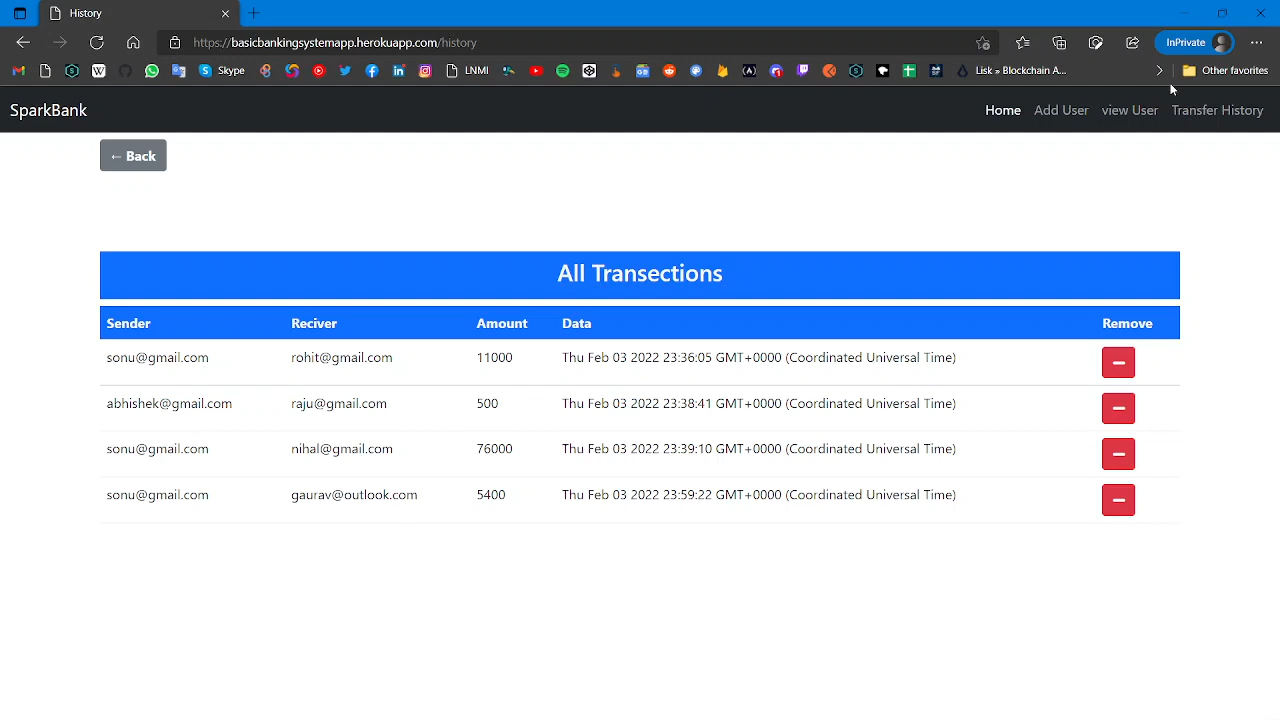 History
https://basicbankingsystemapp.herokuapp.com/history
InPrivate
Skype
LNMI
Lisk » Blockchain A...
Other favorites
SparkBank
Home Add User view User Transfer History
← Back
All Transections
Sender Reciver Amount Data Remove
sonu@gmail.com rohit@gmail.com 11000 Thu Feb 03 2022 23:36:05 GMT+0000 (Coordinated Universal Time)
abhishek@gmail.com raju@gmail.com 500 Thu Feb 03 2022 23:38:41 GMT+0000 (Coordinated Universal Time)
sonu@gmail.com nihal@gmail.com 76000 Thu Feb 03 2022 23:39:10 GMT+0000 (Coordinated Universal Time)
sonu@gmail.com gaurav@outlook.com 5400 Thu Feb 03 2022 23:59:22 GMT+0000 (Coordinated Universal Time)